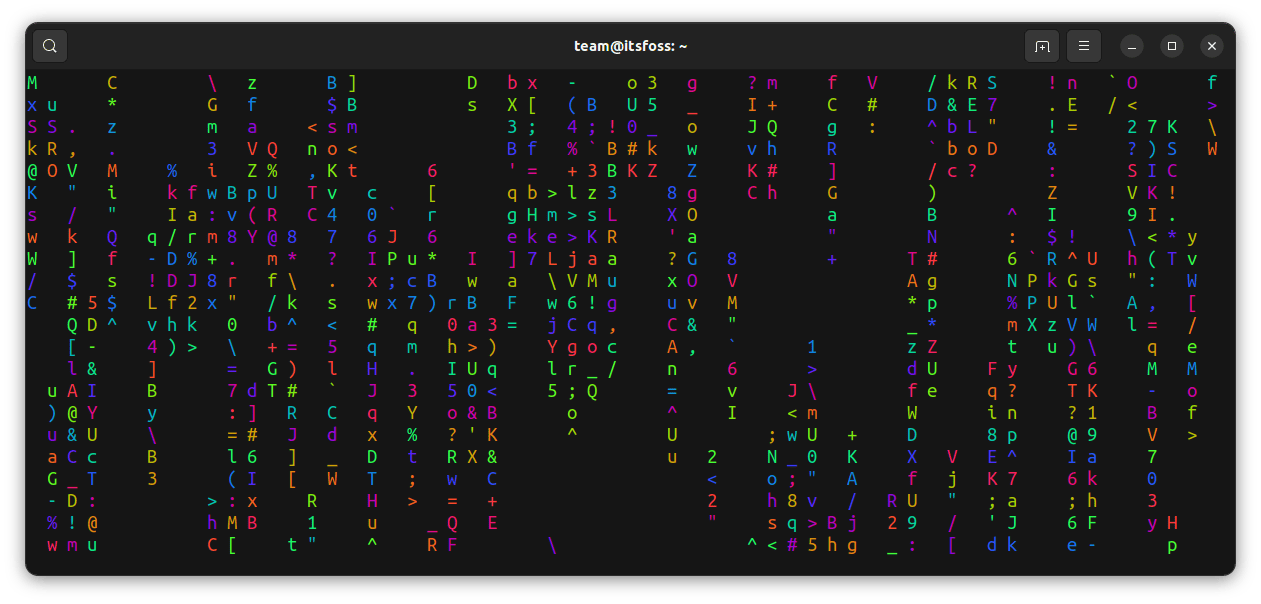 M C \ z B ] D b x - o 3 g ? m f V / k R S ! n ` O f
x u * G f $ B s X [ ( B U 5 _ I + C # D & E 7 . E / < >
S S . z m a < s m 3 ; 4 ; ! 0 _ o J Q g : ^ b L " ! = 2 7 K \
k R , . 3 V Q n o < B f % ` B # k w v h R ` b o D & ? ) S W
@ O V M % i Z % , K t 6 ' = + 3 B K Z Z K # ] / c ? : S I C
K " i k f w B p U T v c [ q b > l z 3 8 g C h G ) Z V K !
s / " I a : v ( R C 4 0 ` r g H m > s L X O a B ^ I 9 I .
w k Q q / r m 8 Y @ 8 7 6 J 6 e k e > K R ' a " N : $ ! \ < * y
W ] f - D % + . m * ? I P u * I ] 7 L j a a ? G 8 + T # 6 ` R ^ U h ( T v
/ $ s ! D J 8 r f \ . x ; c B w a \ V M u x O V A g N P k G s " : W
C # 5 $ L f 2 x " / k s w x 7 ) r B F w 6 ! g u v M * p % P U l ` A , [
Q D ^ v h k 0 b ^ < # q 0 a 3 = j C q , C & " _ * m X z V W l = /
[ - 4 ) > \ + = 5 q m h > ) Y g o c A , ` 1 z Z t u ) \ q e
l & ] = G ) l H . I U q l r _ / n 6 > d U F y G 6 M M
u A I B 7 d T # ` J 3 5 0 < 5 ; Q = v J \ f e q ? T K - o
) @ Y y : ] R C q Y o & B o ^ I < m W i n ? 1 B f
u & U \ = # J d x % ? ' K ^ U ; w U + D 8 p @ 9 V >
a C c B l 6 ] _ D t R X & u 2 N _ 0 K V X E ^ I a 7
G _ T 3 ( I [ W T ; w C < o ; " A j f K 7 6 k 0
- D : > : x R H > = + 2 h 8 v / R U " ; a ; h 3
% ! @ h M B 1 u _ Q E " s q > B j 2 9 / ' J 6 F y H
w m u C [ t " ^ R F \ ^ < # 5 h g _ : [ d k e - p
team@itsfoss: ~